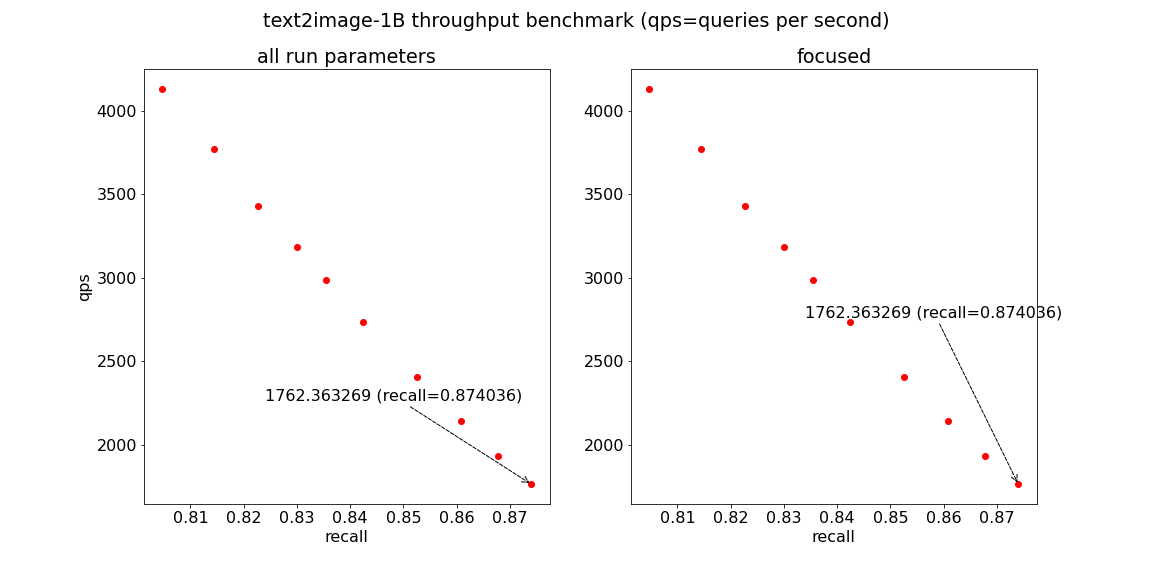 text2image-1B throughput benchmark (qps=queries per second)
all run parameters
4000
3500
3000
2500
2000
qps
1762.363269 (recall=0.874036)
0.81 0.82 0.83 0.84 0.85 0.86 0.87
recall
focused
4000
3500
3000
2500
2000
1762.363269 (recall=0.874036)
0.81 0.82 0.83 0.84 0.85 0.86 0.87
recall